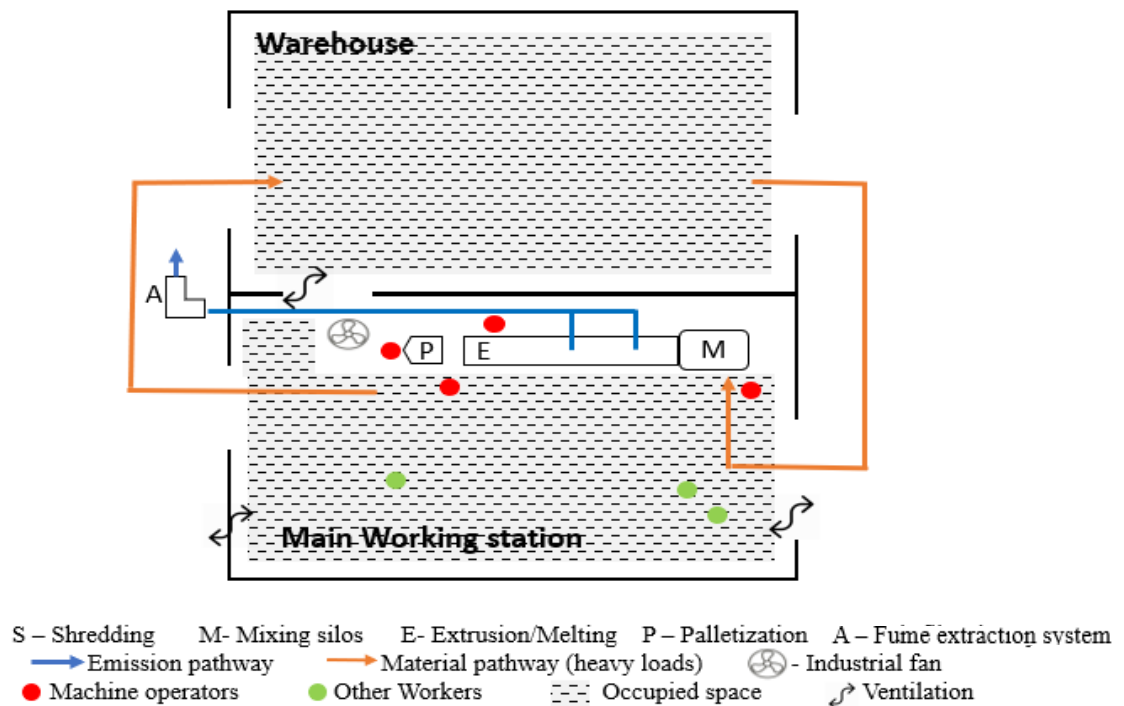 Warehouse
A
P
E
M
Main Working station
S – Shredding M- Mixing silos E- Extrusion/Melting P – Palletization A – Fume extraction system
Emission pathway Material pathway (heavy loads) - Industrial fan
Machine operators Other Workers Occupied space Ventilation